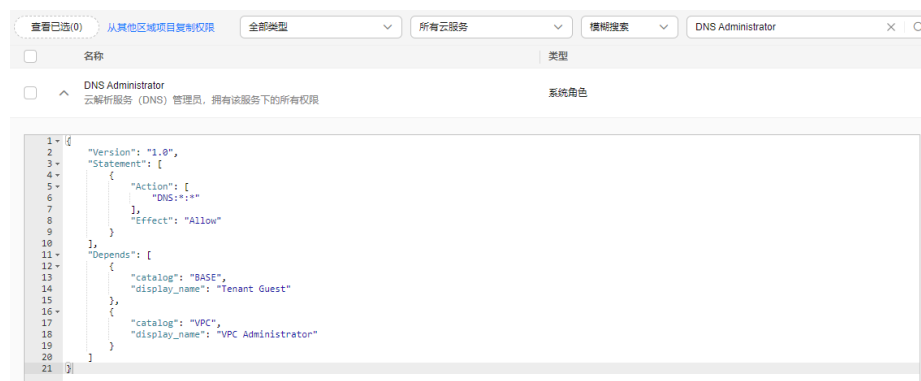 查看已选(0) 从其他区域项目复制权限 全部类型 所有云服务 模糊搜索 DNS Administrator
名称 类型
DNS Administrator
云解析服务（DNS）管理员，拥有该服务下的所有权限 系统角色
1 {
2 "Version": "1.0",
3 "Statement": [
4 {
5 "Action": [
6 "DNS:*:*"
7 ],
8 "Effect": "Allow"
9 }
10 ],
11 "Depends": [
12 {
13 "catalog": "BASE",
14 "display_name": "Tenant Guest"
15 },
16 {
17 "catalog": "VPC",
18 "display_name": "VPC Administrator"
19 }
20 ]
21 }